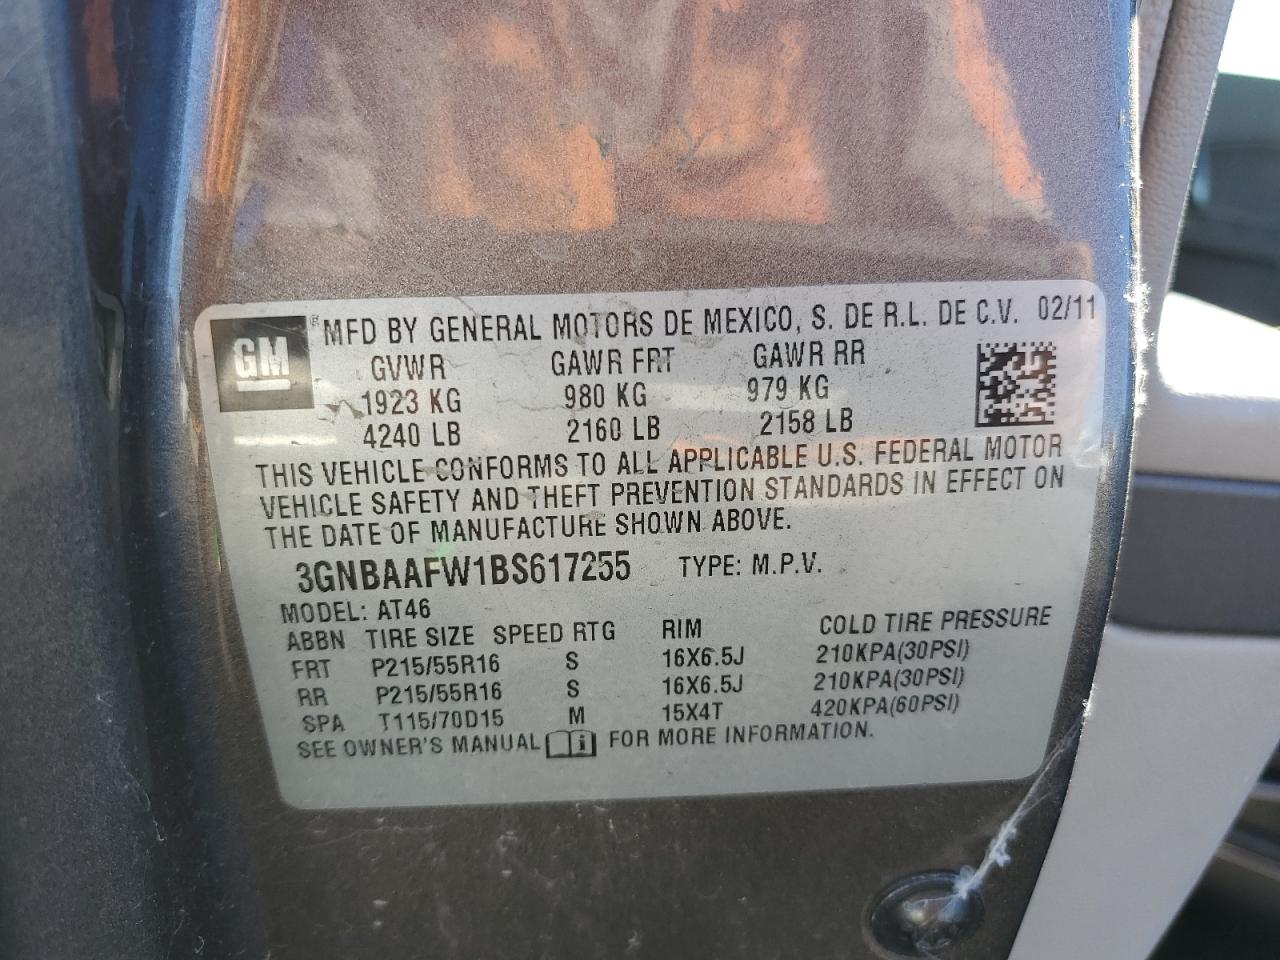 GM ® MFD BY GENERAL MOTORS DE MEXICO, S. DE R.L. DE C.V. 02/11
GVWR GAWR FRT GAWR RR
1923 KG 980 KG 979 KG
4240 LB 2160 LB 2158 LB
THIS VEHICLE CONFORMS TO ALL APPLICABLE U.S. FEDERAL MOTOR
VEHICLE SAFETY AND THEFT PREVENTION STANDARDS IN EFFECT ON
THE DATE OF MANUFACTURE SHOWN ABOVE.
3GNBAAFW1BS617255 TYPE: M.P.V.
MODEL: AT46
ABBN TIRE SIZE SPEED RTG RIM COLD TIRE PRESSURE
FRT P215/55R16 S 16X6.5J 210KPA(30PSI)
RR P215/55R16 S 16X6.5J 210KPA(30PSI)
SPA T115/70D15 M 15X4T 420KPA(60PSI)
SEE OWNER'S MANUAL i FOR MORE INFORMATION.